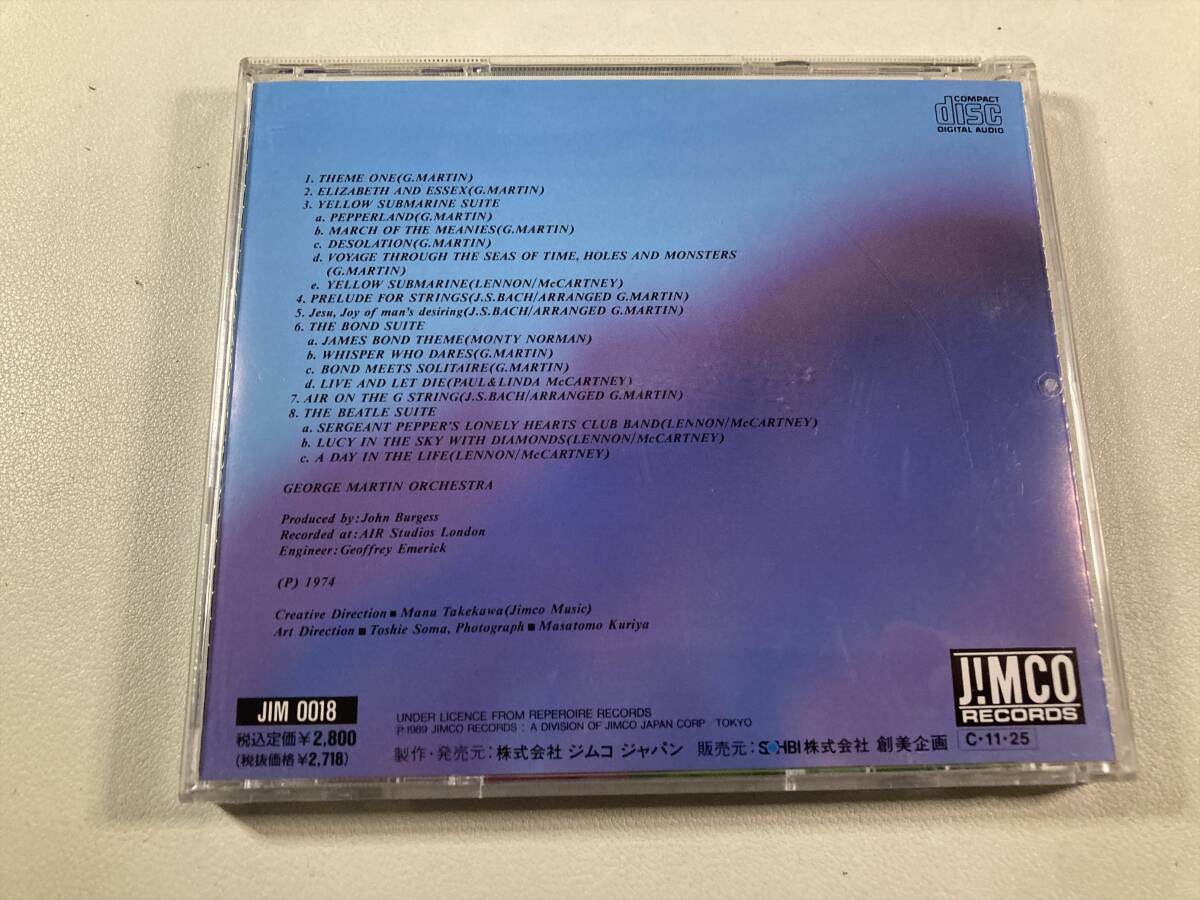 COMPACT
disc
DIGITAL AUDIO
1. THEME ONE(G.MARTIN)
2. ELIZABETH AND ESSEX(G.MARTIN)
3. YELLOW SUBMARINE SUITE
a. PEPPERLAND(G.MARTIN)
b. MARCH OF THE MEANIES(G.MARTIN)
c. DESOLATION(G.MARTIN)
d. VOYAGE THROUGH THE SEAS OF TIME, HOLES AND MONSTERS
(G.MARTIN)
e. YELLOW SUBMARINE(LENNON/McCARTNEY)
4. PRELUDE FOR STRINGS(J.S.BACH/ARRANGED G.MARTIN)
5. Jesu, Joy of man's desiring(J.S.BACH/ARRANGED G.MARTIN)
6. THE BOND SUITE
a. JAMES BOND THEME(MONTY NORMAN)
b. WHISPER WHO DARES(G.MARTIN)
c. BOND MEETS SOLITAIRE(G.MARTIN)
d. LIVE AND LET DIE(PAUL&LINDA McCARTNEY)
7. AIR ON THE G STRING(J.S.BACH/ARRANGED G.MARTIN)
8. THE BEATLE SUITE
a. SERGEANT PEPPER'S LONELY HEARTS CLUB BAND(LENNON/McCARTNEY)
b. LUCY IN THE SKY WITH DIAMONDS(LENNON/McCARTNEY)
c. A DAY IN THE LIFE(LENNON/McCARTNEY)
GEORGE MARTIN ORCHESTRA
Produced by:John Burgess
Recorded at:AIR Studios London
Engineer:Geoffrey Emerick
(P) 1974
Creative Direction■Mana Takekawa(Jimco Music)
Art Direction■Toshie Soma, Photograph■Masatomo Kuriya
JIM 0018
税込定価¥2,800
(税抜価格¥2,718)
UNDER LICENCE FROM REPEROIRE RECORDS
P.1989 JIMCO RECORDS : A DIVISION OF JIMCO JAPAN CORP. TOKYO
製作・発売元:株式会社 ジムコ ジャパン 販売元:SOHBI株式会社 創美企画
J!MCO
RECORDS
C・11・25